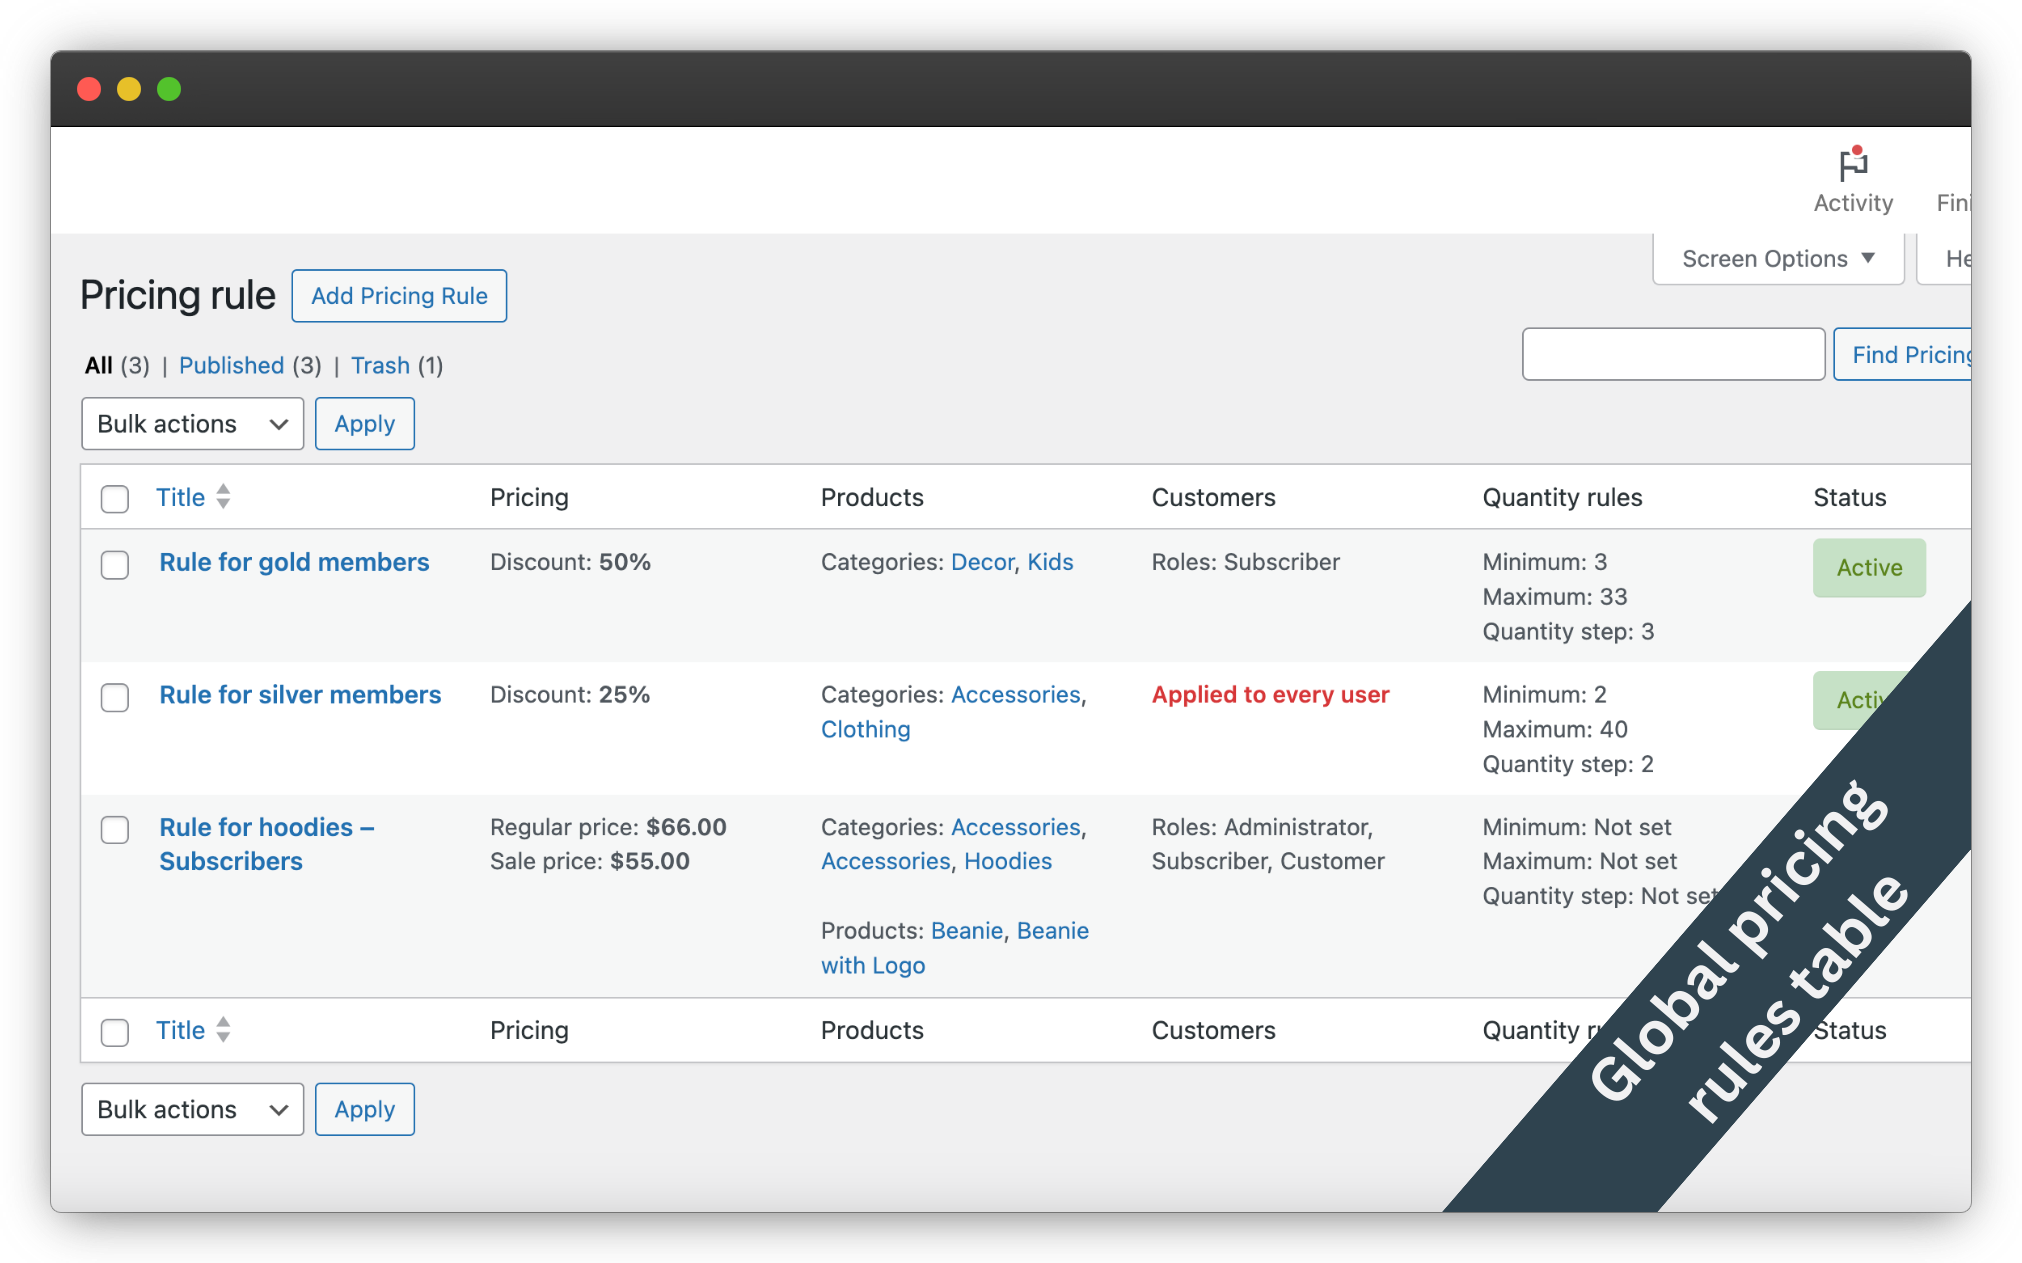 Activity
Screen Options ▼
Pricing rule
Add Pricing Rule
All (3) | Published (3) | Trash (1)
Find Pricing
Bulk actions
Apply
Title
Pricing
Products
Customers
Quantity rules
Status
Rule for gold members
Discount: 50%
Categories: Decor, Kids
Roles: Subscriber
Minimum: 3
Maximum: 33
Quantity step: 3
Active
Rule for silver members
Discount: 25%
Categories: Accessories,
Clothing
Applied to every user
Minimum: 2
Maximum: 40
Quantity step: 2
Rule for hoodies –
Subscribers
Regular price: $66.00
Sale price: $55.00
Categories: Accessories,
Accessories, Hoodies
Products: Beanie, Beanie
with Logo
Roles: Administrator,
Subscriber, Customer
Minimum: Not set
Maximum: Not set
Quantity step: Not set
Title
Pricing
Products
Customers
Quantity
Status
Bulk actions
Apply
Global pricing
rules table